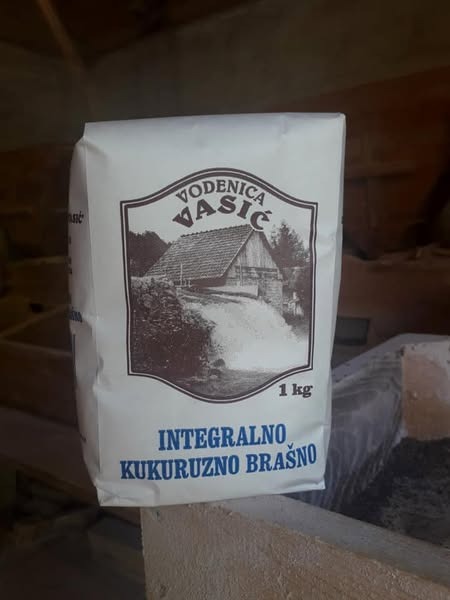 VODENICA
VASIĆ
1 kg
INTEGRALNO
KUKURUZNO BRAŠNO